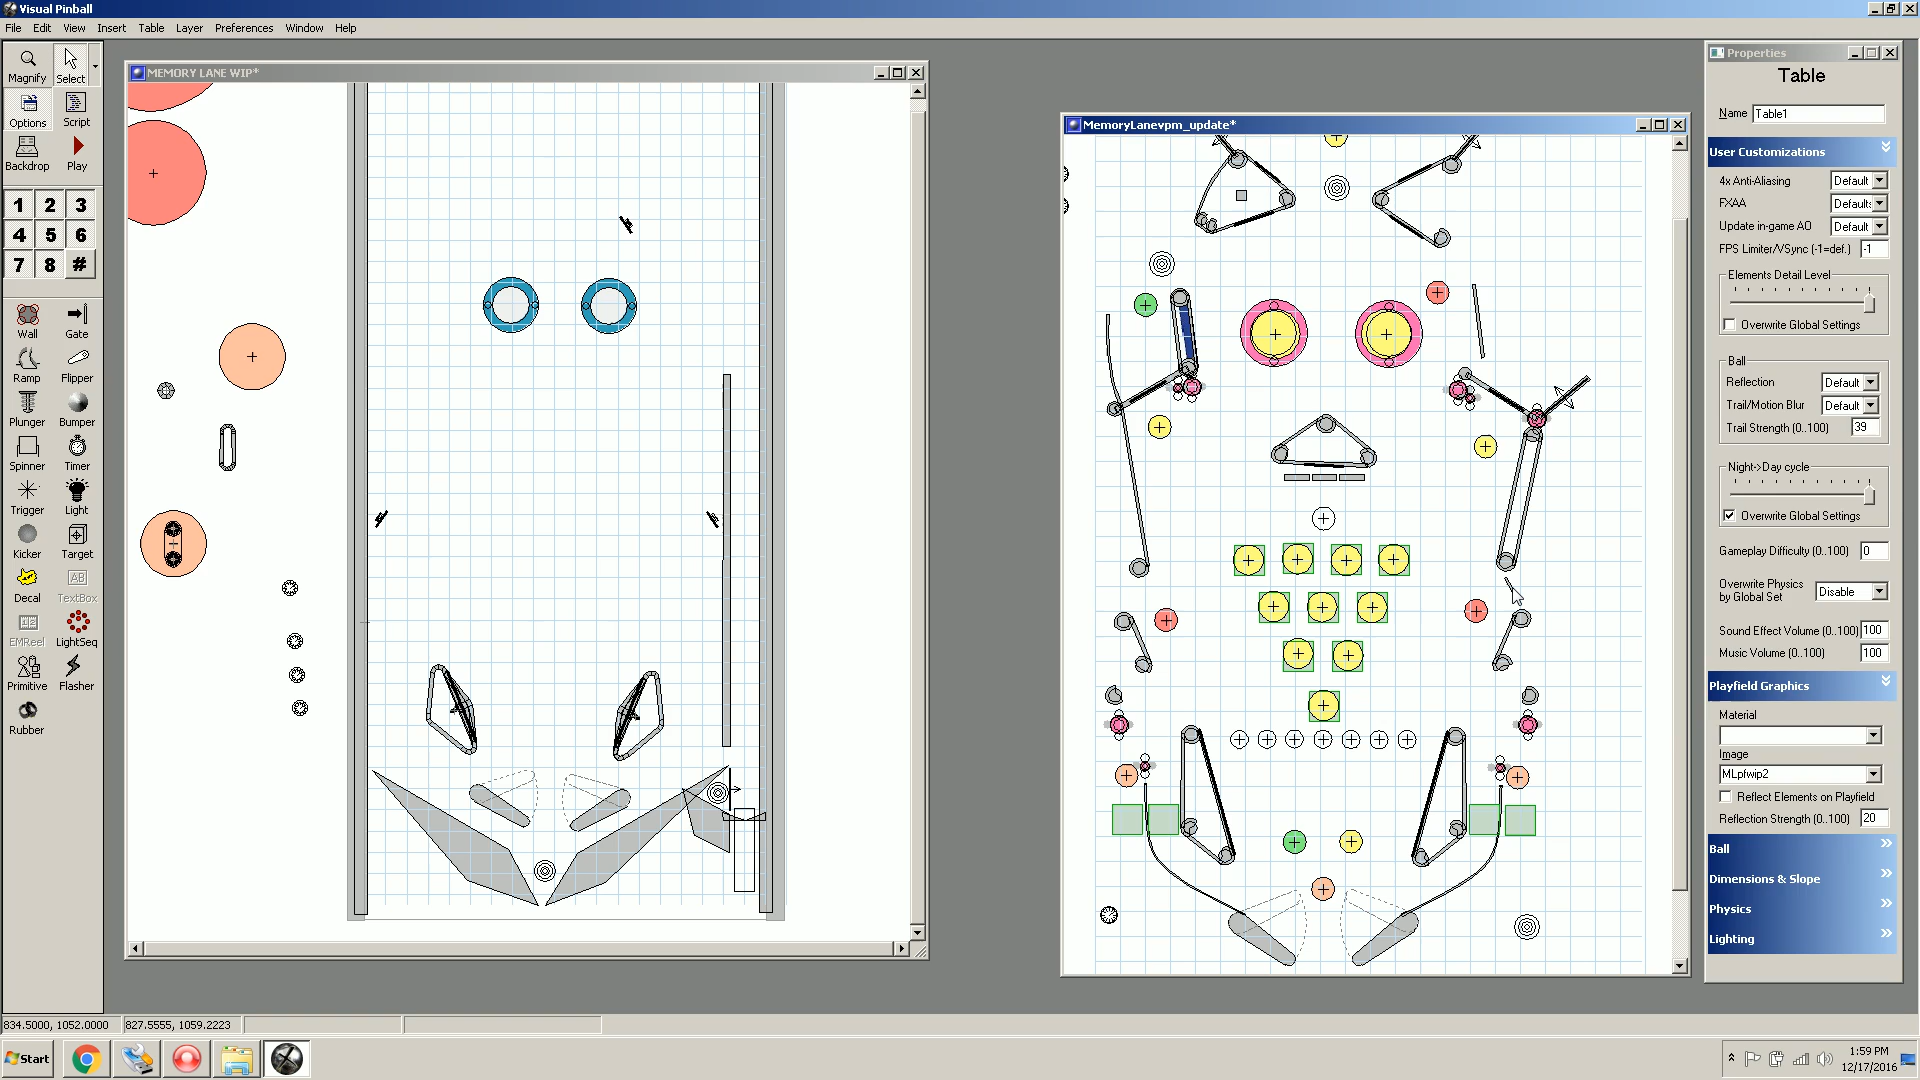 Visual Pinball
File Edit View Insert Table Layer Preferences Window Help
Magnify Select
Options Script
Backdrop Play
1 2 3
4 5 6
7 8 #
Wall Gate
Ramp Flipper
Plunger Bumper
Spinner Timer
Trigger Light
Kicker Target
AB
Decal TextBox
EMReel LightSeq
Primitive Flasher
Rubber
MEMORY LANE WIP*
MemoryLanevpm_update*
Properties
Table
Name Table1
User Customizations
4x Anti-Aliasing Default
FXAA Defaults
Update in-game AO Default
FPS Limiter/VSync (-1=def.) -1
Elements Detail Level
Overwrite Global Settings
Ball
Reflection Default
Trail/Motion Blur Default
Trail Strength (0..100) 39
Night->Day cycle
Overwrite Global Settings
Gameplay Difficulty (0..100) 0
Overwrite Physics
by Global Set Disable
Sound Effect Volume (0..100) 100
Music Volume (0..100) 100
Playfield Graphics
Material
Image
MLpfwip2
Reflect Elements on Playfield
Reflection Strength (0..100) 20
Ball
Dimensions & Slope
Physics
Lighting
834.5000, 1052.0000 827.5555, 1059.2223
Start
1:59 PM
12/17/2016